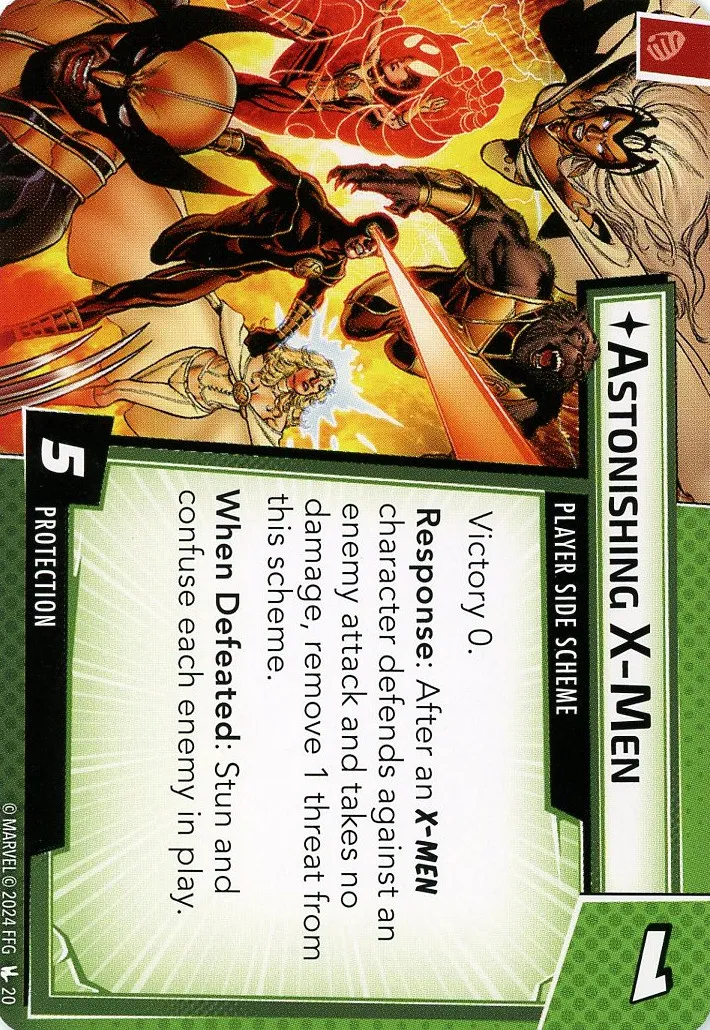 ✦Astonishing X-Men
1
PLAYER SIDE SCHEME
Victory 0.
Response: After an X-MEN
character defends against an
enemy attack and takes no
damage, remove 1 threat from
this scheme.
When Defeated: Stun and
confuse each enemy in play.
5
PROTECTION
© MARVEL © 2024 FFG 20